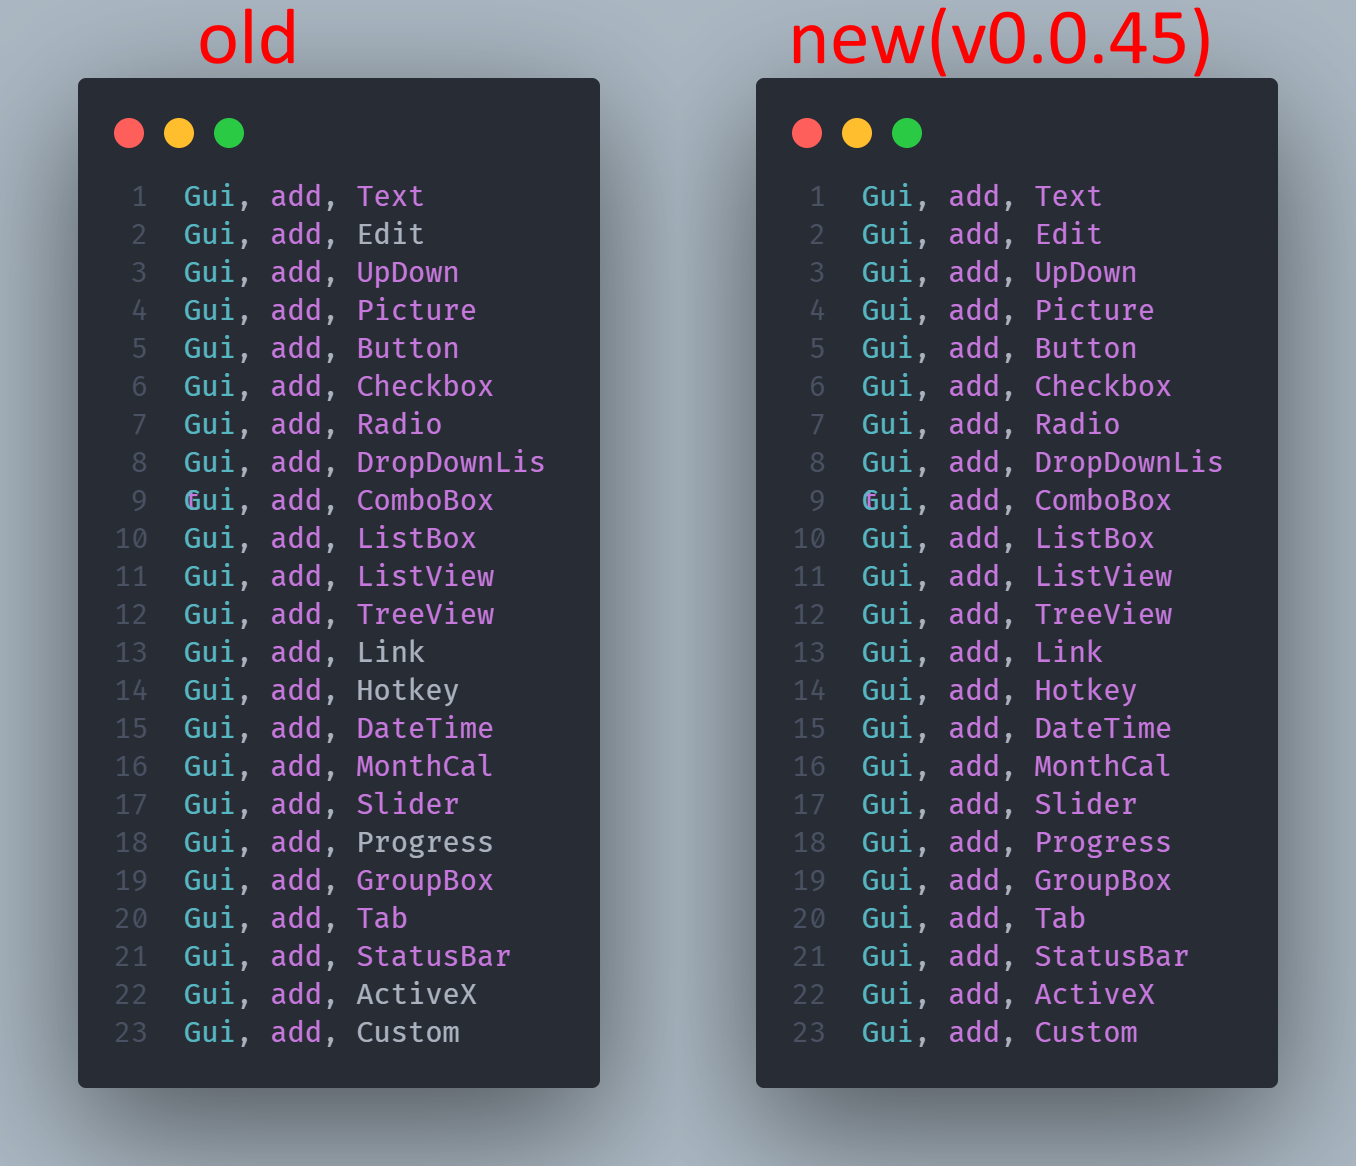 old
1 Gui, add, Text
2 Gui, add, Edit
3 Gui, add, UpDown
4 Gui, add, Picture
5 Gui, add, Button
6 Gui, add, Checkbox
7 Gui, add, Radio
8 Gui, add, DropDownLis
t
9 Gui, add, ComboBox
10 Gui, add, ListBox
11 Gui, add, ListView
12 Gui, add, TreeView
13 Gui, add, Link
14 Gui, add, Hotkey
15 Gui, add, DateTime
16 Gui, add, MonthCal
17 Gui, add, Slider
18 Gui, add, Progress
19 Gui, add, GroupBox
20 Gui, add, Tab
21 Gui, add, StatusBar
22 Gui, add, ActiveX
23 Gui, add, Custom
new(v0.0.45)
1 Gui, add, Text
2 Gui, add, Edit
3 Gui, add, UpDown
4 Gui, add, Picture
5 Gui, add, Button
6 Gui, add, Checkbox
7 Gui, add, Radio
8 Gui, add, DropDownLis
t
9 Gui, add, ComboBox
10 Gui, add, ListBox
11 Gui, add, ListView
12 Gui, add, TreeView
13 Gui, add, Link
14 Gui, add, Hotkey
15 Gui, add, DateTime
16 Gui, add, MonthCal
17 Gui, add, Slider
18 Gui, add, Progress
19 Gui, add, GroupBox
20 Gui, add, Tab
21 Gui, add, StatusBar
22 Gui, add, ActiveX
23 Gui, add, Custom